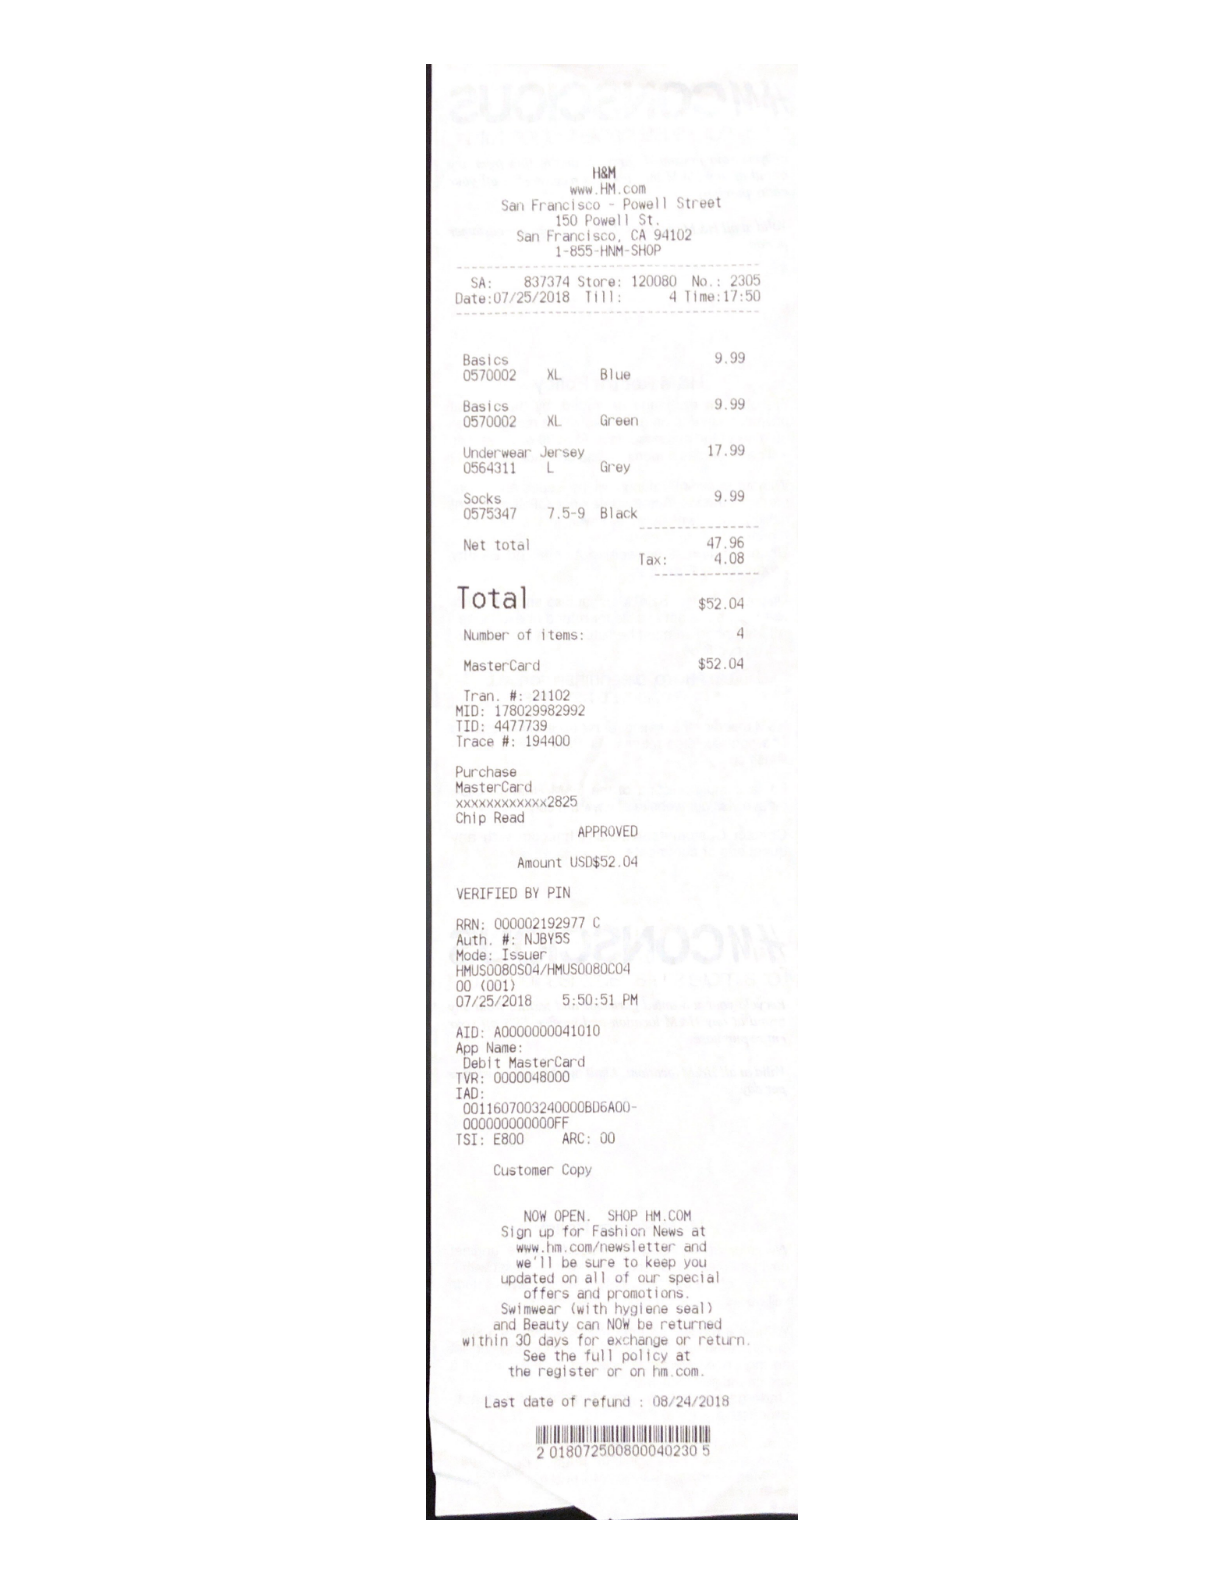 H&M
www.HM.com
San Francisco - Powell Street
150 Powell St.
San Francisco, CA 94102
1-855-HNM-SHOP
SA: 837374 Store: 120080 No.: 2305
Date:07/25/2018 Till: 4 Time:17:50
Basics 9.99
0570002 XL Blue
Basics 9.99
0570002 XL Green
Underwear Jersey 17.99
0564311 L Grey
Socks 9.99
0575347 7.5-9 Black
Net total 47.96
Tax: 4.08
Total $52.04
Number of items: 4
MasterCard $52.04
Tran. #: 21102
MID: 178029982992
TID: 4477739
Trace #: 194400
Purchase
MasterCard
xxxxxxxxxxxx2825
Chip Read
APPROVED
Amount USD$52.04
VERIFIED BY PIN
RRN: 000002192977 C
Auth. #: NJBY5S
Mode: Issuer
HMUS0080S04/HMUS0080C04
00 (001)
07/25/2018 5:50:51 PM
AID: A0000000041010
App Name:
Debit MasterCard
TVR: 0000048000
IAD:
0011607003240000BD6A00-
000000000000FF
TSI: E800 ARC: 00
Customer Copy
NOW OPEN. SHOP HM.COM
Sign up for Fashion News at
www.hm.com/newsletter and
we'll be sure to keep you
updated on all of our special
offers and promotions.
Swimwear (with hygiene seal)
and Beauty can NOW be returned
within 30 days for exchange or return.
See the full policy at
the register or on hm.com.
Last date of refund : 08/24/2018
2 018072500800040230 5